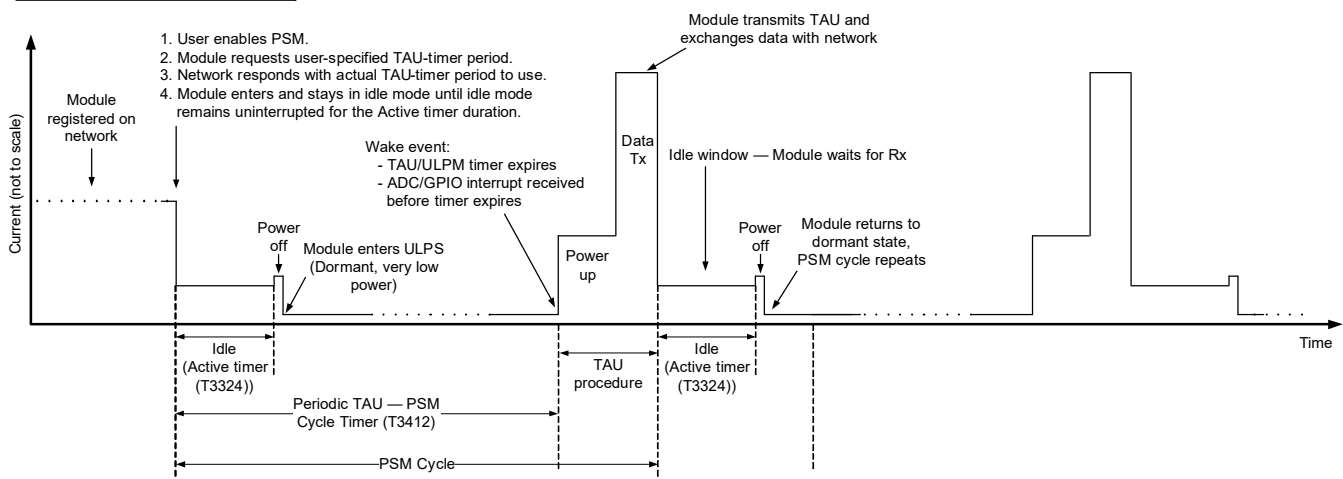 Module transmits TAU and
exchanges data with network
1. User enables PSM.
2. Module requests user-specified TAU-timer period.
3. Network responds with actual TAU-timer period to use.
4. Module enters and stays in idle mode until idle mode
remains uninterrupted for the Active timer duration.
Module
registered on
network
Current (not to scale)
Wake event:
- TAU/ULPM timer expires
- ADC/GPIO interrupt received
before timer expires
Data
Tx
Idle window — Module waits for Rx
Power
off
Module enters ULPS
(Dormant, very low
power)
Power
up
Power
off
Module returns to
dormant state,
PSM cycle repeats
Time
Idle
(Active timer
(T3324))
TAU
procedure
Idle
(Active timer
(T3324))
Periodic TAU — PSM
Cycle Timer (T3412)
PSM Cycle